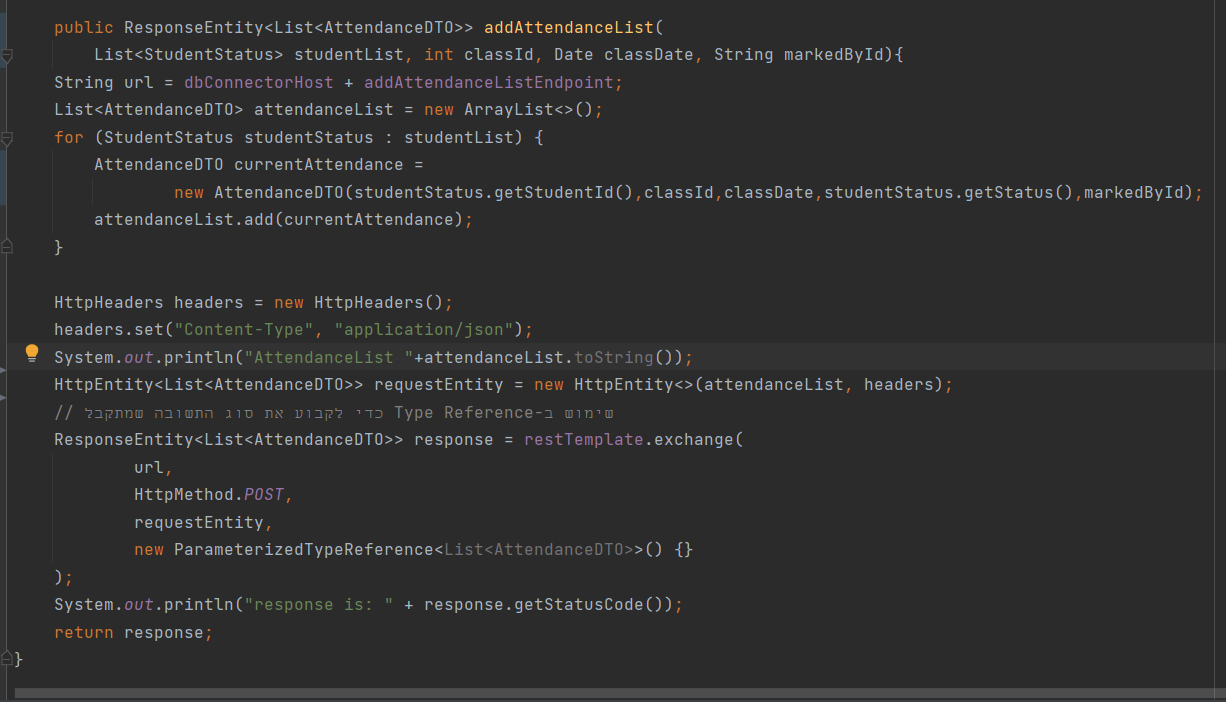 public ResponseEntity<List<AttendanceDTO>> addAttendanceList(
List<StudentStatus> studentList, int classId, Date classDate, String markedById){
String url = dbConnectorHost + addAttendanceListEndpoint;
List<AttendanceDTO> attendanceList = new ArrayList<>();
for (StudentStatus studentStatus : studentList) {
AttendanceDTO currentAttendance =
new AttendanceDTO(studentStatus.getStudentId(),classId,classDate,studentStatus.getStatus(),markedById);
attendanceList.add(currentAttendance);
}
HttpHeaders headers = new HttpHeaders();
headers.set("Content-Type", "application/json");
System.out.println("AttendanceList "+attendanceList.toString());
HttpEntity<List<AttendanceDTO>> requestEntity = new HttpEntity<>(attendanceList, headers);
// שימוש ב-Type Reference כדי לקבוע את סוג התשובה שמתקבל
ResponseEntity<List<AttendanceDTO>> response = restTemplate.exchange(
url,
HttpMethod.POST,
requestEntity,
new ParameterizedTypeReference<List<AttendanceDTO>>() {}
);
System.out.println("response is: " + response.getStatusCode());
return response;
}